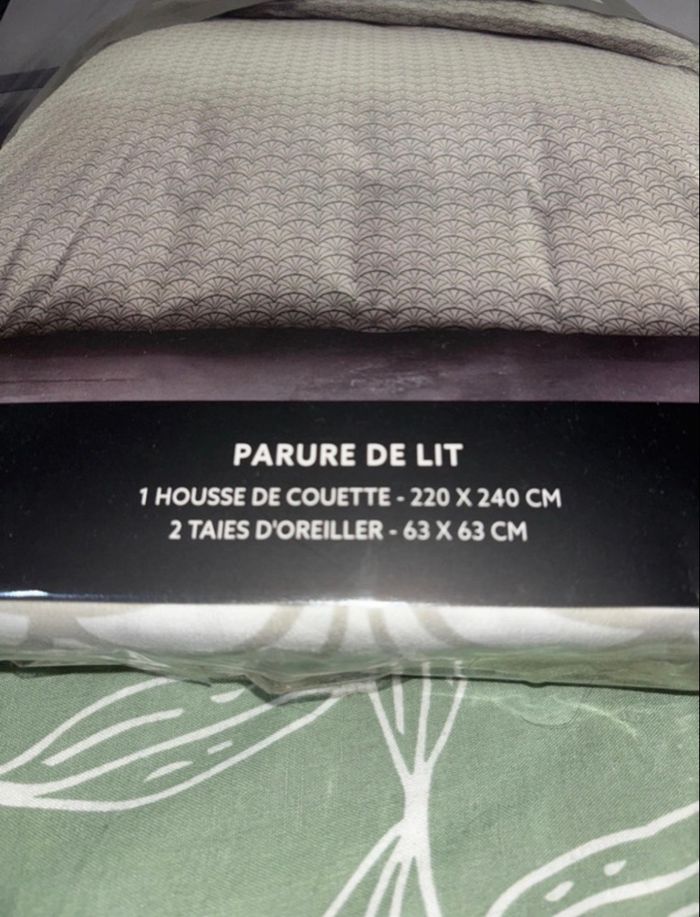 PARURE DE LIT
1 HOUSSE DE COUETTE - 220 X 240 CM
2 TAIES D'OREILLER - 63 X 63 CM